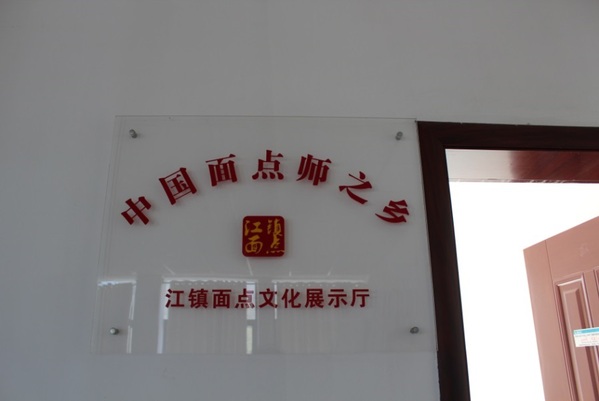 中国面点师之乡
江镇
面点
江镇面点文化展示厅